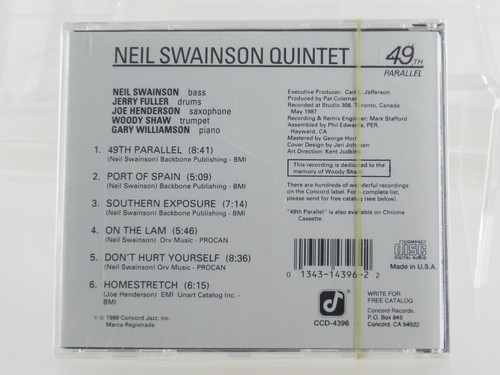 NEIL SWAINSON QUINTET
49TH
PARALLEL
NEIL SWAINSON bass
JERRY FULLER drums
JOE HENDERSON saxophone
WOODY SHAW trumpet
GARY WILLIAMSON piano
1. 49TH PARALLEL (8:41)
(Neil Swainson) Backbone Publishing - BMI
2. PORT OF SPAIN (5:09)
(Neil Swainson) Backbone Publishing - BMI
3. SOUTHERN EXPOSURE (7:14)
(Neil Swainson) Backbone Publishing - BMI
4. ON THE LAM (5:46)
(Neil Swainson) Orv Music - PROCAN
5. DON'T HURT YOURSELF (8:36)
(Neil Swainson) Orv Music - PROCAN
6. HOMESTRETCH (6:15)
(Joe Henderson) EMI Unart Catalog Inc. -
BMI
℗ © 1989 Concord Jazz, Inc.
Marca Registrada
Executive Producer: Carl E. Jefferson
Produced by Pat Coleman
Recorded at Studio 306, Toronto, Canada
May 1987
Recording & Remix Engineer: Mark Stafford
Assembled by Phil Edwards, PER,
Hayward, CA
Mastered by George Horn
Cover Design by Jeri Johnson
Art Direction: Kent Judkins
This recording is dedicated to the
memory of Woody Shaw.
There are hundreds of wonderful recordings
on the Concord label. For a complete list,
please send for free catalog (see below).
"49th Parallel" is also available on Chrome
Cassette.
0 13431-4396-2 2
COMPACT
disc
DIGITAL AUDIO
Made in U.S.A.
CCD-4396
WRITE FOR
FREE CATALOG
Concord Records,
P.O. Box 845
Concord, CA 94522